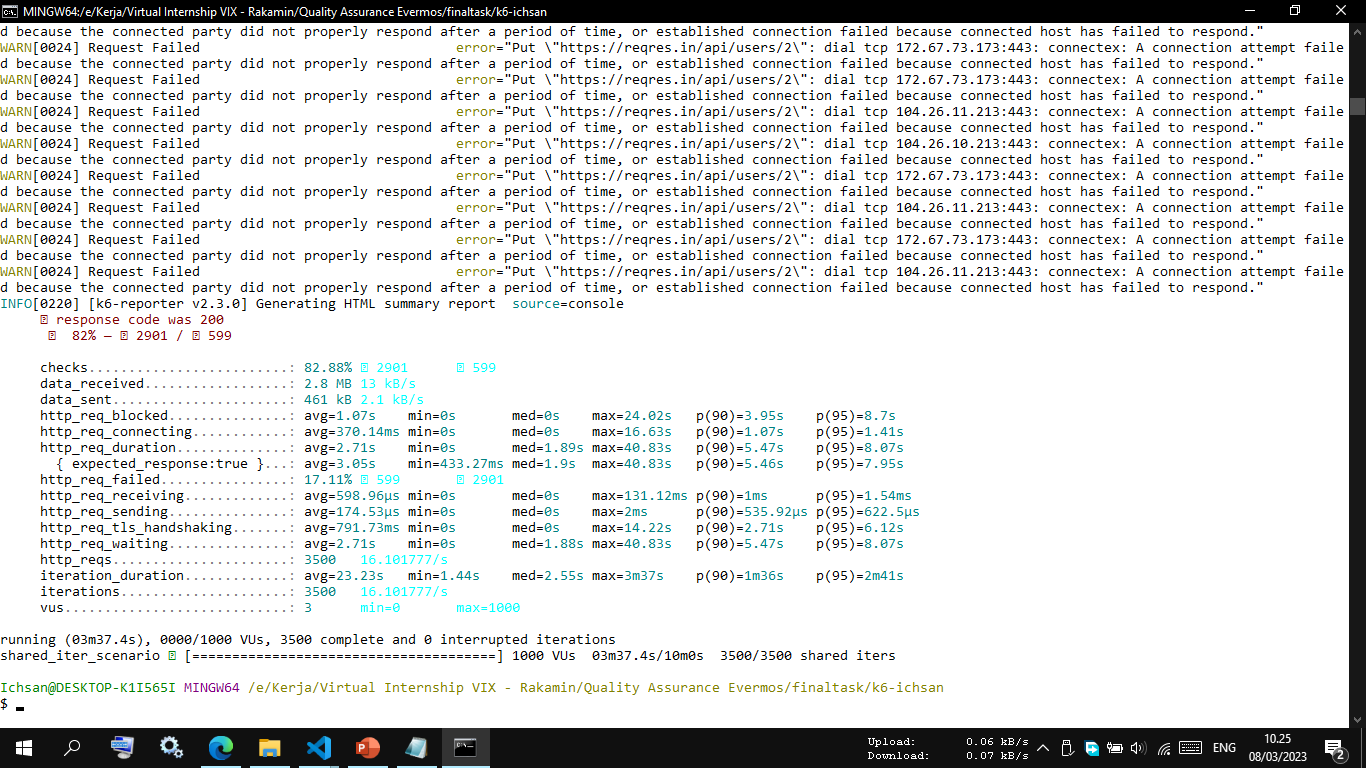 MINGW64:/e/Kerja/Virtual Internship VIX - Rakamin/Quality Assurance Evermos/finaltask/k6-ichsan
d because the connected party did not properly respond after a period of time, or established connection failed because connected host has failed to respond."
WARN[0024] Request Failed error="Put \"https://reqres.in/api/users/2\": dial tcp 172.67.73.173:443: connectex: A connection attempt faile
d because the connected party did not properly respond after a period of time, or established connection failed because connected host has failed to respond."
WARN[0024] Request Failed error="Put \"https://reqres.in/api/users/2\": dial tcp 172.67.73.173:443: connectex: A connection attempt faile
d because the connected party did not properly respond after a period of time, or established connection failed because connected host has failed to respond."
WARN[0024] Request Failed error="Put \"https://reqres.in/api/users/2\": dial tcp 104.26.11.213:443: connectex: A connection attempt faile
d because the connected party did not properly respond after a period of time, or established connection failed because connected host has failed to respond."
WARN[0024] Request Failed error="Put \"https://reqres.in/api/users/2\": dial tcp 104.26.10.213:443: connectex: A connection attempt faile
d because the connected party did not properly respond after a period of time, or established connection failed because connected host has failed to respond."
WARN[0024] Request Failed error="Put \"https://reqres.in/api/users/2\": dial tcp 172.67.73.173:443: connectex: A connection attempt faile
d because the connected party did not properly respond after a period of time, or established connection failed because connected host has failed to respond."
WARN[0024] Request Failed error="Put \"https://reqres.in/api/users/2\": dial tcp 104.26.11.213:443: connectex: A connection attempt faile
d because the connected party did not properly respond after a period of time, or established connection failed because connected host has failed to respond."
WARN[0024] Request Failed error="Put \"https://reqres.in/api/users/2\": dial tcp 172.67.73.173:443: connectex: A connection attempt faile
d because the connected party did not properly respond after a period of time, or established connection failed because connected host has failed to respond."
WARN[0024] Request Failed error="Put \"https://reqres.in/api/users/2\": dial tcp 104.26.11.213:443: connectex: A connection attempt faile
d because the connected party did not properly respond after a period of time, or established connection failed because connected host has failed to respond."
INFO[0220] [k6-reporter v2.3.0] Generating HTML summary report source=console
response code was 200
82% — 2901 / 599
checks.........................: 82.88% 2901 599
data_received..................: 2.8 MB 13 kB/s
data_sent......................: 461 kB 2.1 kB/s
http_req_blocked...............: avg=1.07s min=0s med=0s max=24.02s p(90)=3.95s p(95)=8.7s
http_req_connecting............: avg=370.14ms min=0s med=0s max=16.63s p(90)=1.07s p(95)=1.41s
http_req_duration..............: avg=2.71s min=0s med=1.89s max=40.83s p(90)=5.47s p(95)=8.07s
{ expected_response:true }...: avg=3.05s min=433.27ms med=1.9s max=40.83s p(90)=5.46s p(95)=7.95s
http_req_failed................: 17.11% 599 2901
http_req_receiving.............: avg=598.96µs min=0s med=0s max=131.12ms p(90)=1ms p(95)=1.54ms
http_req_sending...............: avg=174.53µs min=0s med=0s max=2ms p(90)=535.92µs p(95)=622.5µs
http_req_tls_handshaking.......: avg=791.73ms min=0s med=0s max=14.22s p(90)=2.71s p(95)=6.12s
http_req_waiting...............: avg=2.71s min=0s med=1.88s max=40.83s p(90)=5.47s p(95)=8.07s
http_reqs......................: 3500 16.101777/s
iteration_duration.............: avg=23.23s min=1.44s med=2.55s max=3m37s p(90)=1m36s p(95)=2m41s
iterations.....................: 3500 16.101777/s
vus............................: 3 min=0 max=1000
running (03m37.4s), 0000/1000 VUs, 3500 complete and 0 interrupted iterations
shared_iter_scenario [======================================] 1000 VUs 03m37.4s/10m0s 3500/3500 shared iters
Ichsan@DESKTOP-K1I565I MINGW64 /e/Kerja/Virtual Internship VIX - Rakamin/Quality Assurance Evermos/finaltask/k6-ichsan
$
Upload: 0.06 kB/s
Download: 0.07 kB/s
ENG
10.25
08/03/2023
2